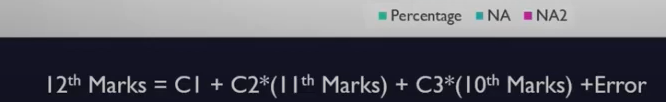 Percentage NA NA2
12th Marks = C1 + C2*(11th Marks) + C3*(10th Marks) +Error